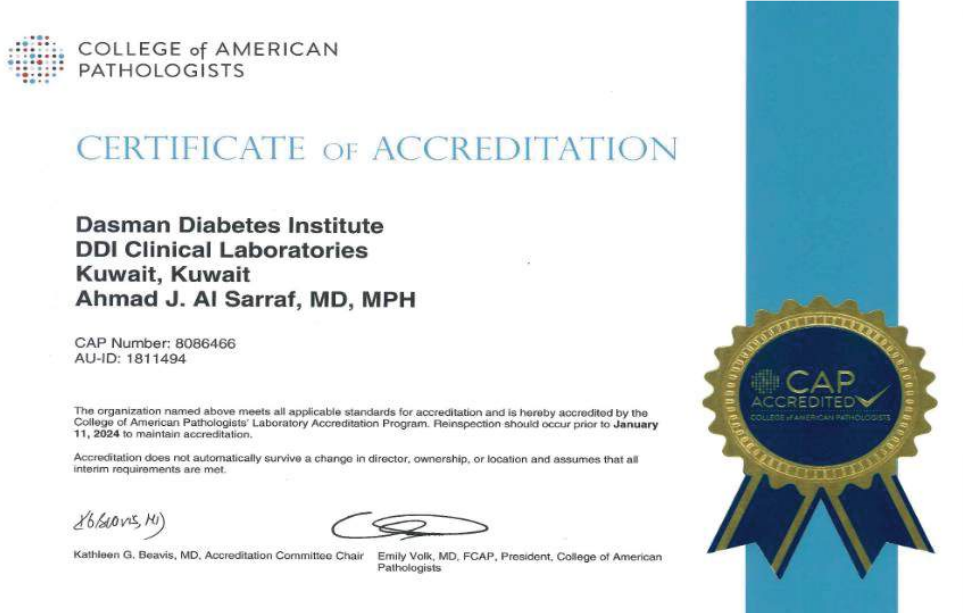 COLLEGE of AMERICAN
PATHOLOGISTS
CERTIFICATE OF ACCREDITATION
Dasman Diabetes Institute
DDI Clinical Laboratories
Kuwait, Kuwait
Ahmad J. Al Sarraf, MD, MPH
CAP Number: 8086466
AU-ID: 1811494
The organization named above meets all applicable standards for accreditation and is hereby accredited by the
College of American Pathologists' Laboratory Accreditation Program. Reinspection should occur prior to January
11, 2024 to maintain accreditation.
Accreditation does not automatically survive a change in director, ownership, or location and assumes that all
interim requirements are met.
Kathleen G. Beavis, MD, Accreditation Committee Chair
Emily Volk, MD, FCAP, President, College of American
Pathologists
CAP
ACCREDITED
COLLEGE of AMERICAN PATHOLOGISTS